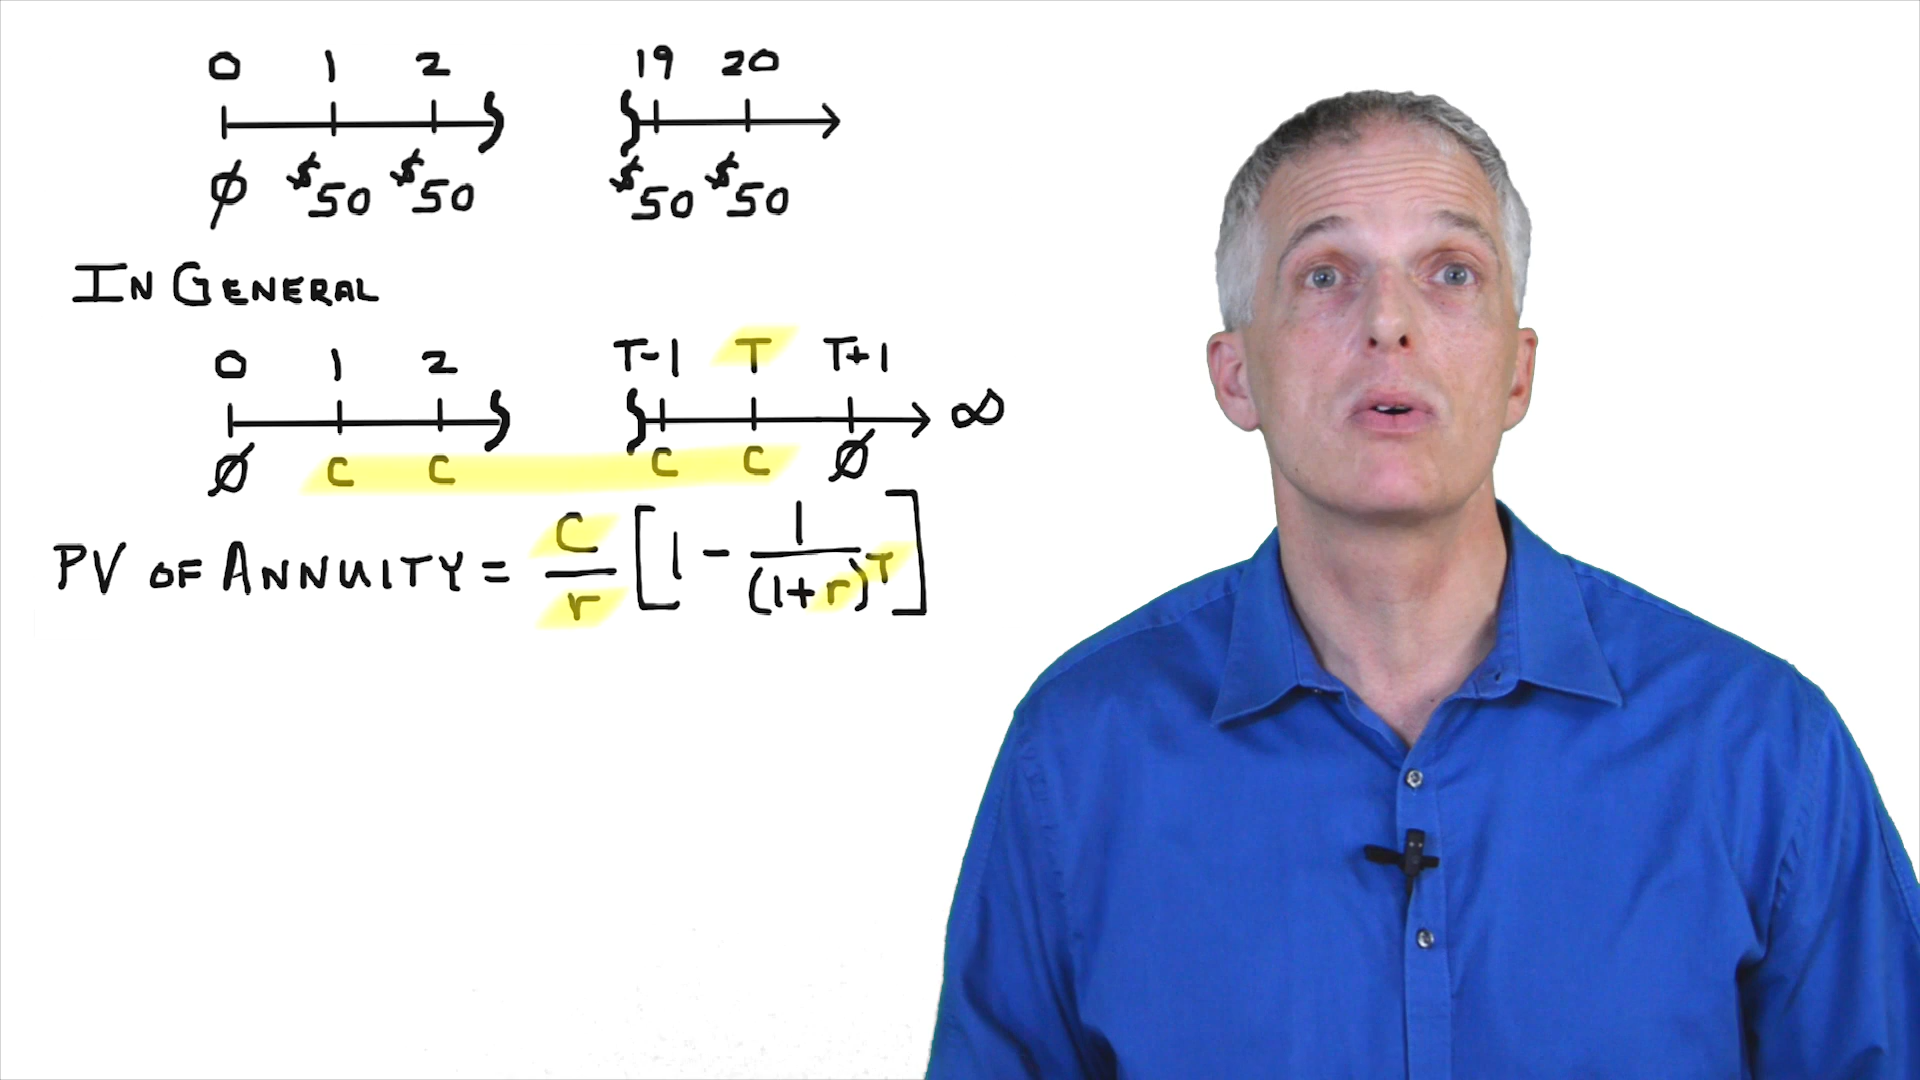 0 1 2 19 20
∅ $50 $50 $50 $50
IN GENERAL
0 1 2 T-1 T T+1
∞
∅ C C C C ∅
PV OF ANNUITY = C/r [1 - 1/(1+r)^T]